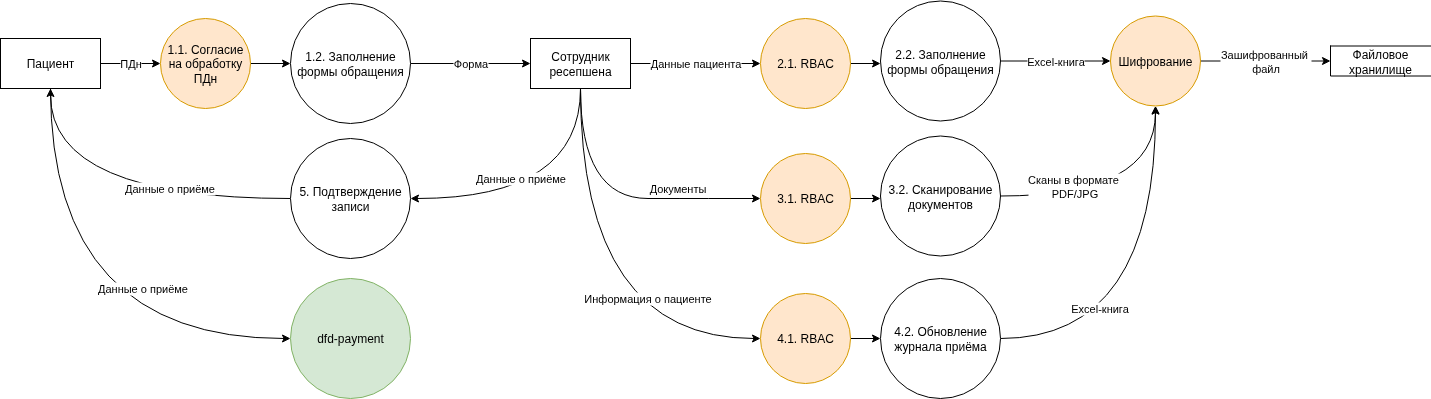 Пациент
ПДн
1.1. Согласие
на обработку
ПДн
1.2. Заполнение
формы обращения
Форма
Сотрудник
ресепшена
Данные пациента
2.1. RBAC
2.2. Заполнение
формы обращения
Excel-книга
Шифрование
Зашифрованный
файл
Файловое
хранилище
Данные о приёме
5. Подтверждение
записи
Данные о приёме
Документы
3.1. RBAC
3.2. Сканирование
документов
Сканы в формате
PDF/JPG
Данные о приёме
dfd-payment
Информация о пациенте
4.1. RBAC
4.2. Обновление
журнала приёма
Excel-книга